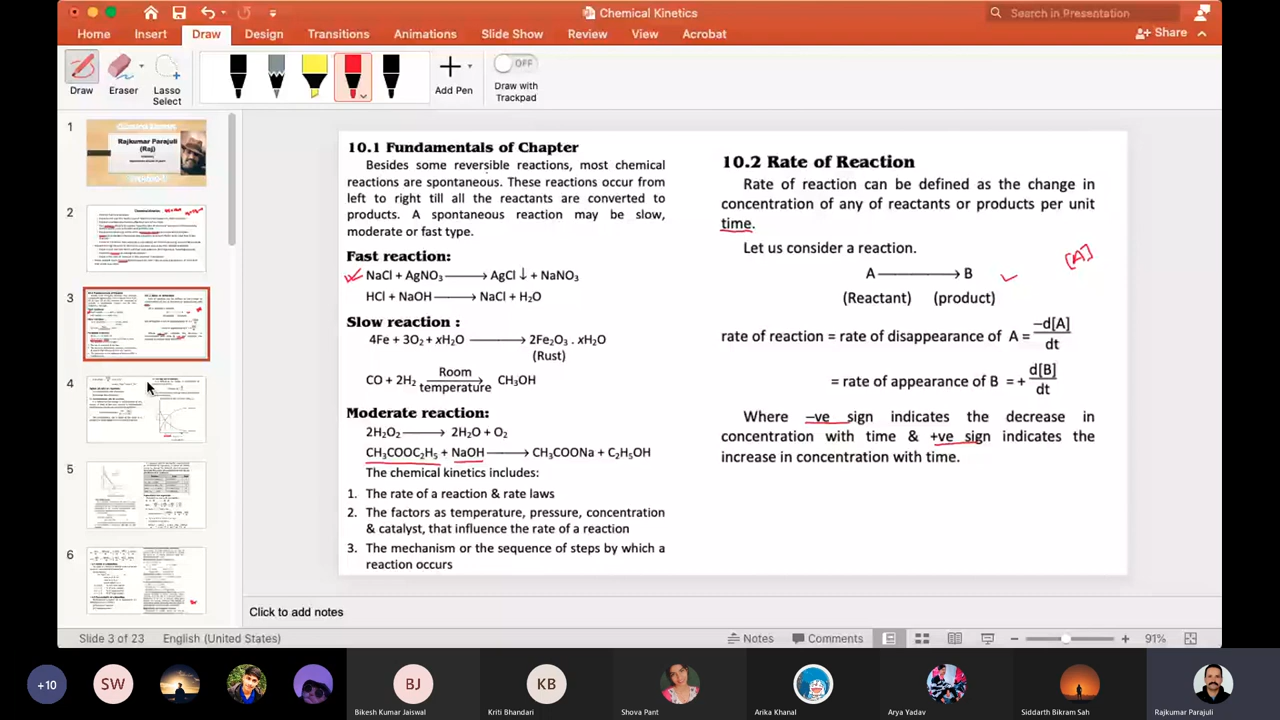 Chemical Kinetics
Search in Presentation
Home Insert Draw Design Transitions Animations Slide Show Review View Acrobat
Share
OFF
Draw Eraser Lasso Select Add Pen Draw with Trackpad
1
Rajkumar Parajuli
(Raj)
2
3
4
5
6
10.1 Fundamentals of Chapter
Besides some reversible reactions, most chemical
reactions are spontaneous. These reactions occur from
left to right till all the reactants are converted to
products. A spontaneous reaction may be slow,
moderate or fast type.
Fast reaction:
NaCl + AgNO₃ ⟶ AgCl ↓ + NaNO₃
HCl + NaOH ⟶ NaCl + H₂O
Slow reaction :
4Fe + 3O₂ + xH₂O ⟶ 2Fe₂O₃ . xH₂O
(Rust)
Room
CO + 2H₂ ⟶ CH₃OH
temperature
Moderate reaction:
2H₂O₂ ⟶ 2H₂O + O₂
CH₃COOC₂H₅ + NaOH ⟶ CH₃COONa + C₂H₅OH
The chemical kinetics includes:
1. The rate of a reaction & rate laws
2. The factors as temperature, pressure, concentration
& catalyst, that influence the rate of a reaction
3. The mechanism or the sequence of steps by which a
reaction occurs
10.2 Rate of Reaction
Rate of reaction can be defined as the change in
concentration of any of reactants or products per unit
time.
Let us consider a reaction.
[A]
A ⟶ B
(Reactant) (product)
rate of reaction = rate of disappearance of A = –d[A]
dt
= rate of appearance of B = + d[B]
dt
Where –ve sign indicates the decrease in
concentration with time & +ve sign indicates the
increase in concentration with time.
Click to add notes
Slide 3 of 23 English (United States) Notes Comments 91%
+10 SW BJ KB
Bikesh Kumar Jaiswal Kriti Bhandari Shova Pant Arika Khanal Arya Yadav Siddarth Bikram Sah Rajkumar Parajuli